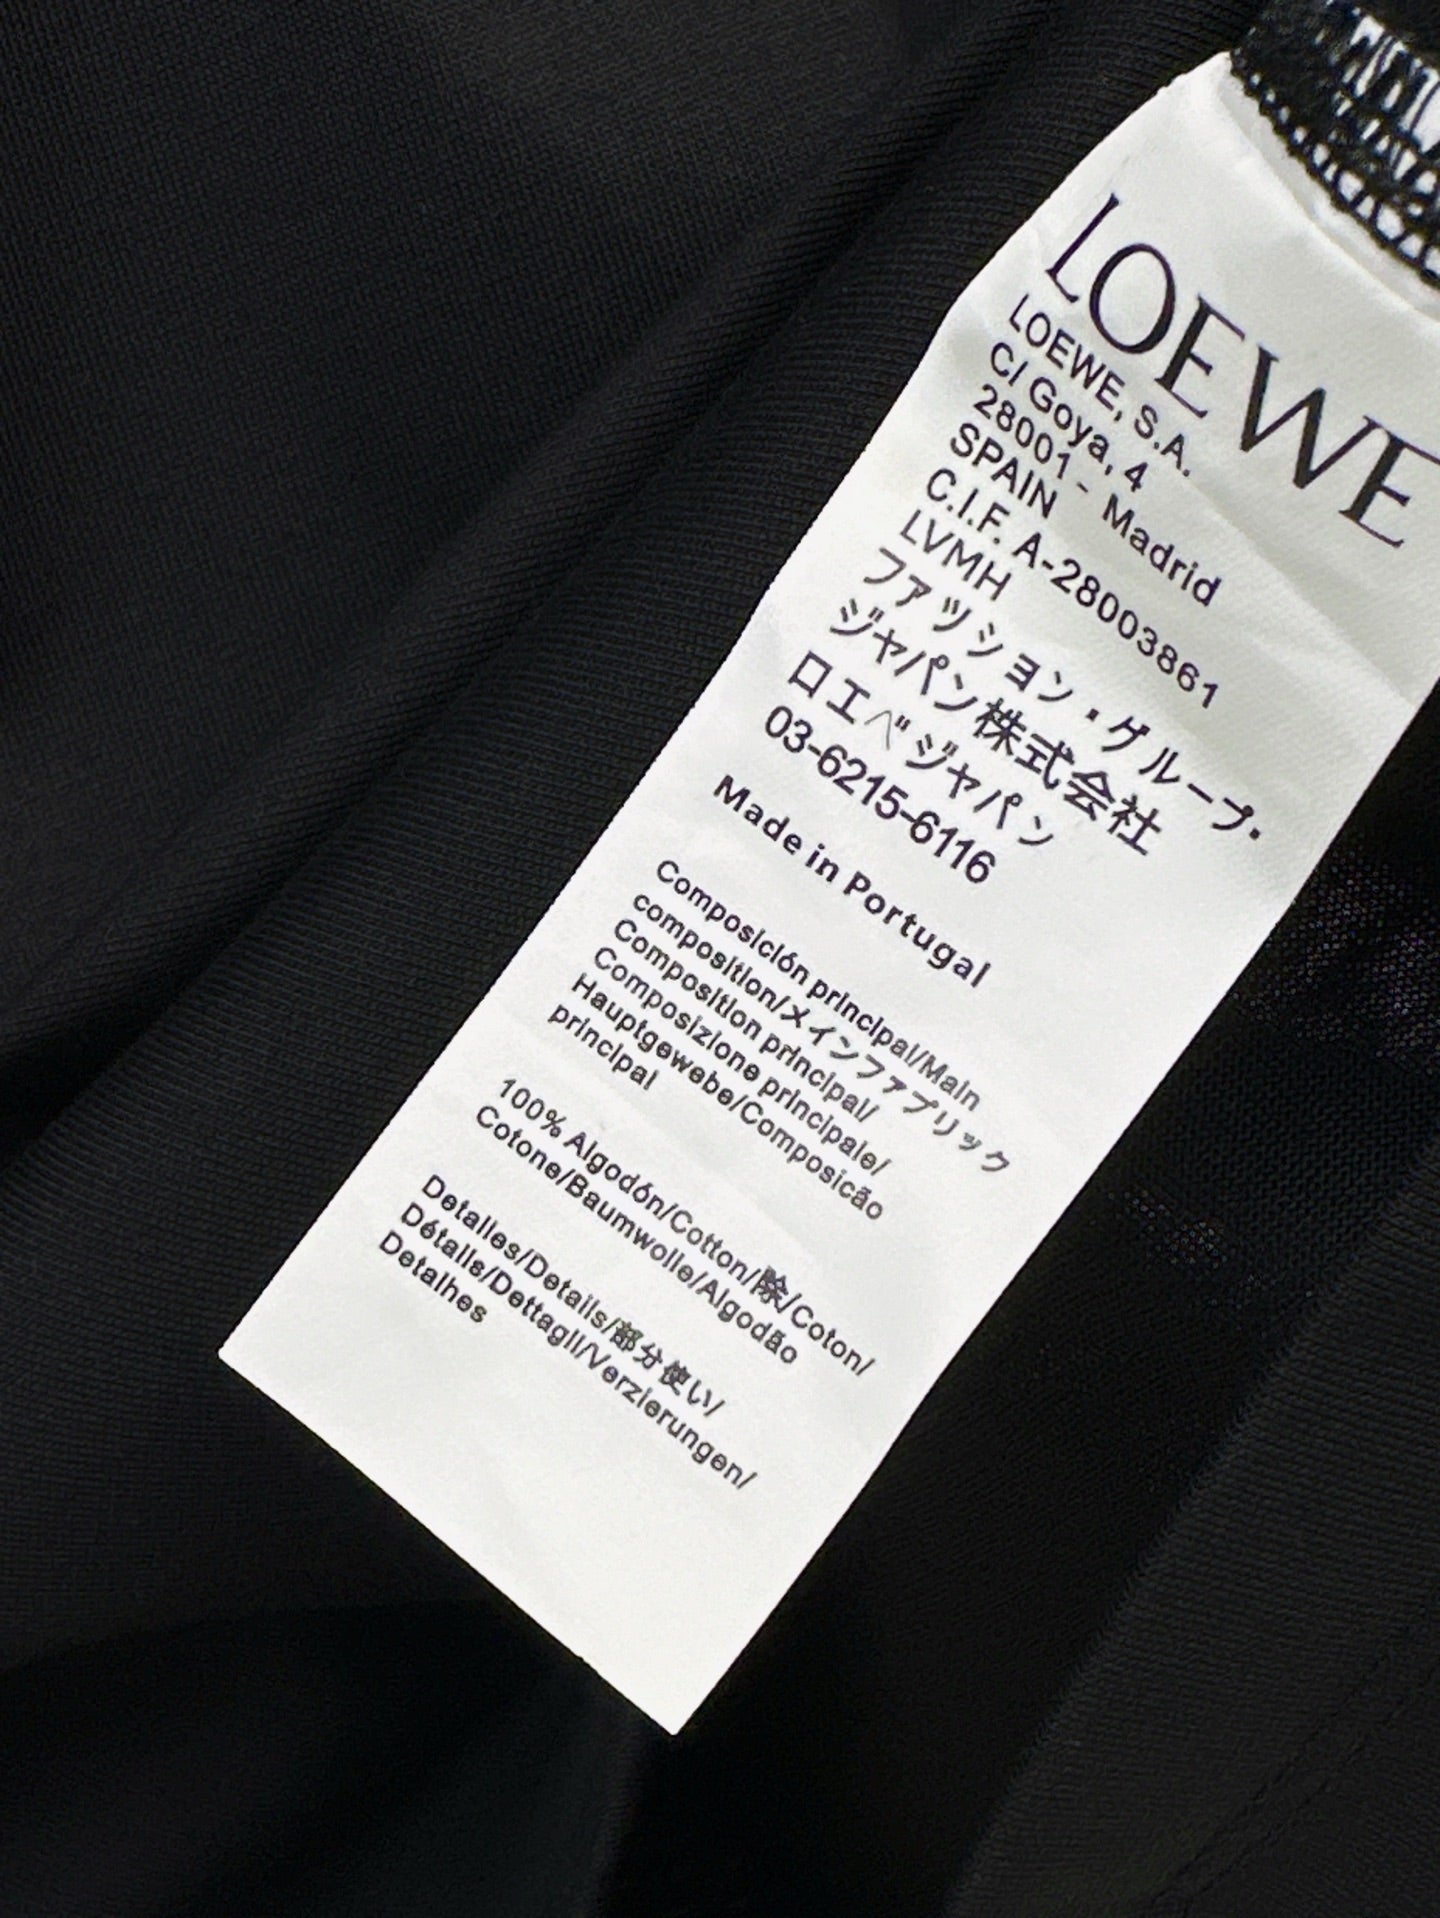 LOEWE
LOEWE, S.A.
C/ Goya, 4
28001 - Madrid
SPAIN
C.I.F. A-28003861
LVMH
ファッション・グループ・
ジャパン株式会社
ロエベジャパン
03-6215-6116
Made in Portugal
Composición principal/Main
composition/メインファブリック
Composition principal/
Composizione principale/
Hauptgewebe/Composicão
principal
100% Algodón/Cotton/除/Coton/
Cotone/Baumwolle/Algodão
Detalles/Details/部分使い/
Détails/Dettagli/Verzierungen/
Detalhes